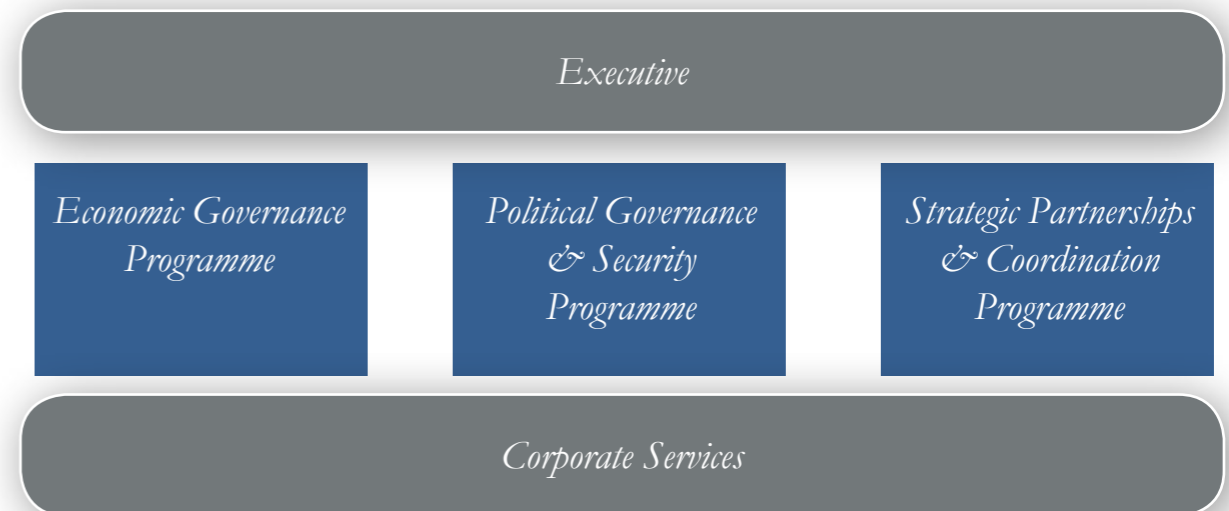 Executive
Economic Governance
Programme
Political Governance
& Security
Programme
Strategic Partnerships
& Coordination
Programme
Corporate Services